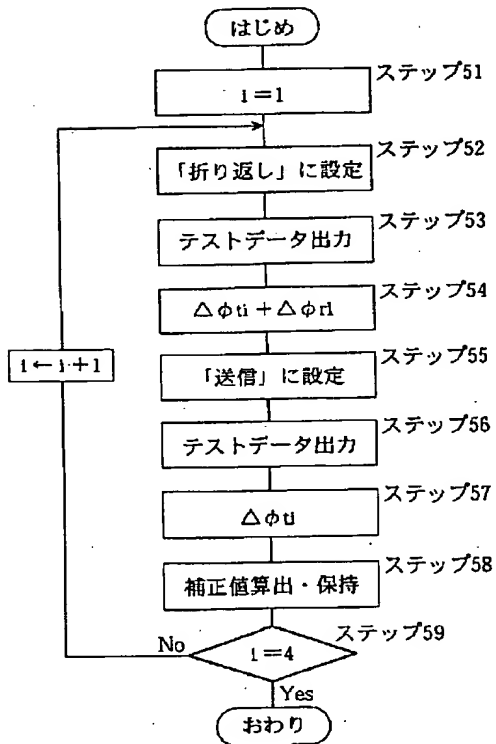 はじめ
ステップ51
i=1
ステップ52
「折り返し」に設定
ステップ53
テストデータ出力
ステップ54
△φti+△φri
ステップ55
i←i+1
「送信」に設定
ステップ56
テストデータ出力
ステップ57
△φti
ステップ58
補正値算出・保持
ステップ59
No
i=4
Yes
おわり